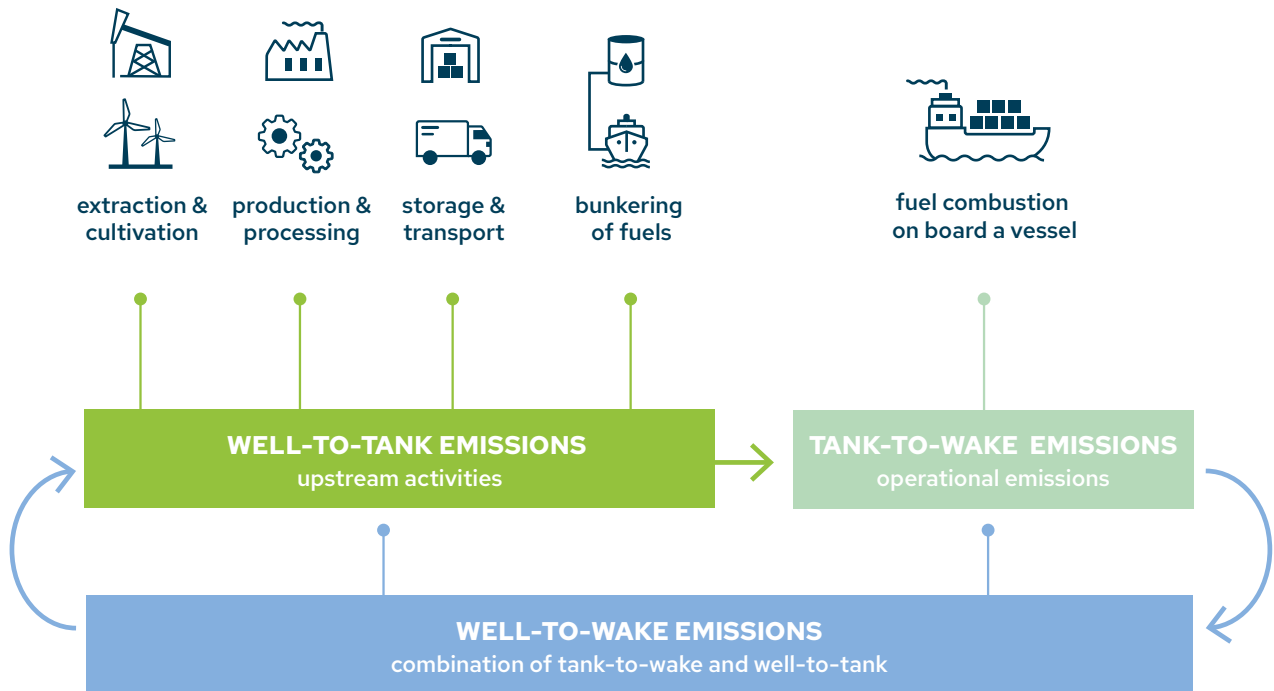 extraction &
cultivation
production &
processing
storage &
transport
bunkering
of fuels
fuel combustion
on board a vessel
WELL-TO-TANK EMISSIONS
upstream activities
TANK-TO-WAKE EMISSIONS
operational emissions
WELL-TO-WAKE EMISSIONS
combination of tank-to-wake and well-to-tank